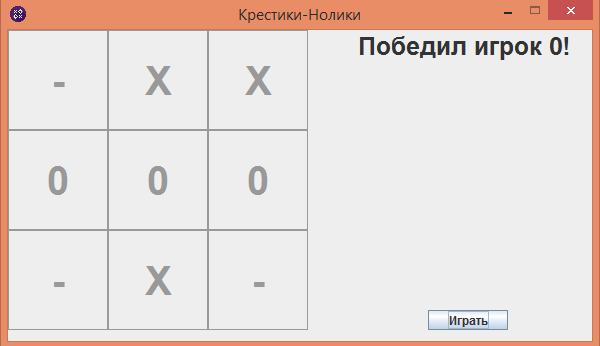 Крестики-Нолики
Победил игрок 0!
- X X
0 0 0
- X -
Играть